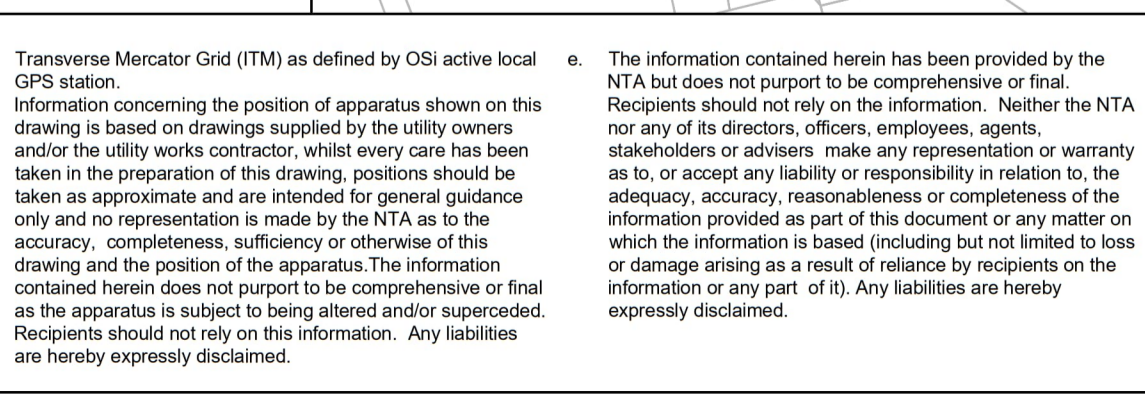 Transverse Mercator Grid (ITM) as defined by OSi active local
GPS station.
Information concerning the position of apparatus shown on this
drawing is based on drawings supplied by the utility owners
and/or the utility works contractor, whilst every care has been
taken in the preparation of this drawing, positions should be
taken as approximate and are intended for general guidance
only and no representation is made by the NTA as to the
accuracy,  completeness, sufficiency or otherwise of this
drawing and the position of the apparatus.The information
contained herein does not purport to be comprehensive or final
as the apparatus is subject to being altered and/or superceded.
Recipients should not rely on this information.  Any liabilities
are hereby expressly disclaimed.
e. The information contained herein has been provided by the
NTA but does not purport to be comprehensive or final.
Recipients should not rely on the information.  Neither the NTA
nor any of its directors, officers, employees, agents,
stakeholders or advisers  make any representation or warranty
as to, or accept any liability or responsibility in relation to, the
adequacy, accuracy, reasonableness or completeness of the
information provided as part of this document or any matter on
which the information is based (including but not limited to loss
or damage arising as a result of reliance by recipients on the
information or any part  of it). Any liabilities are hereby
expressly disclaimed.